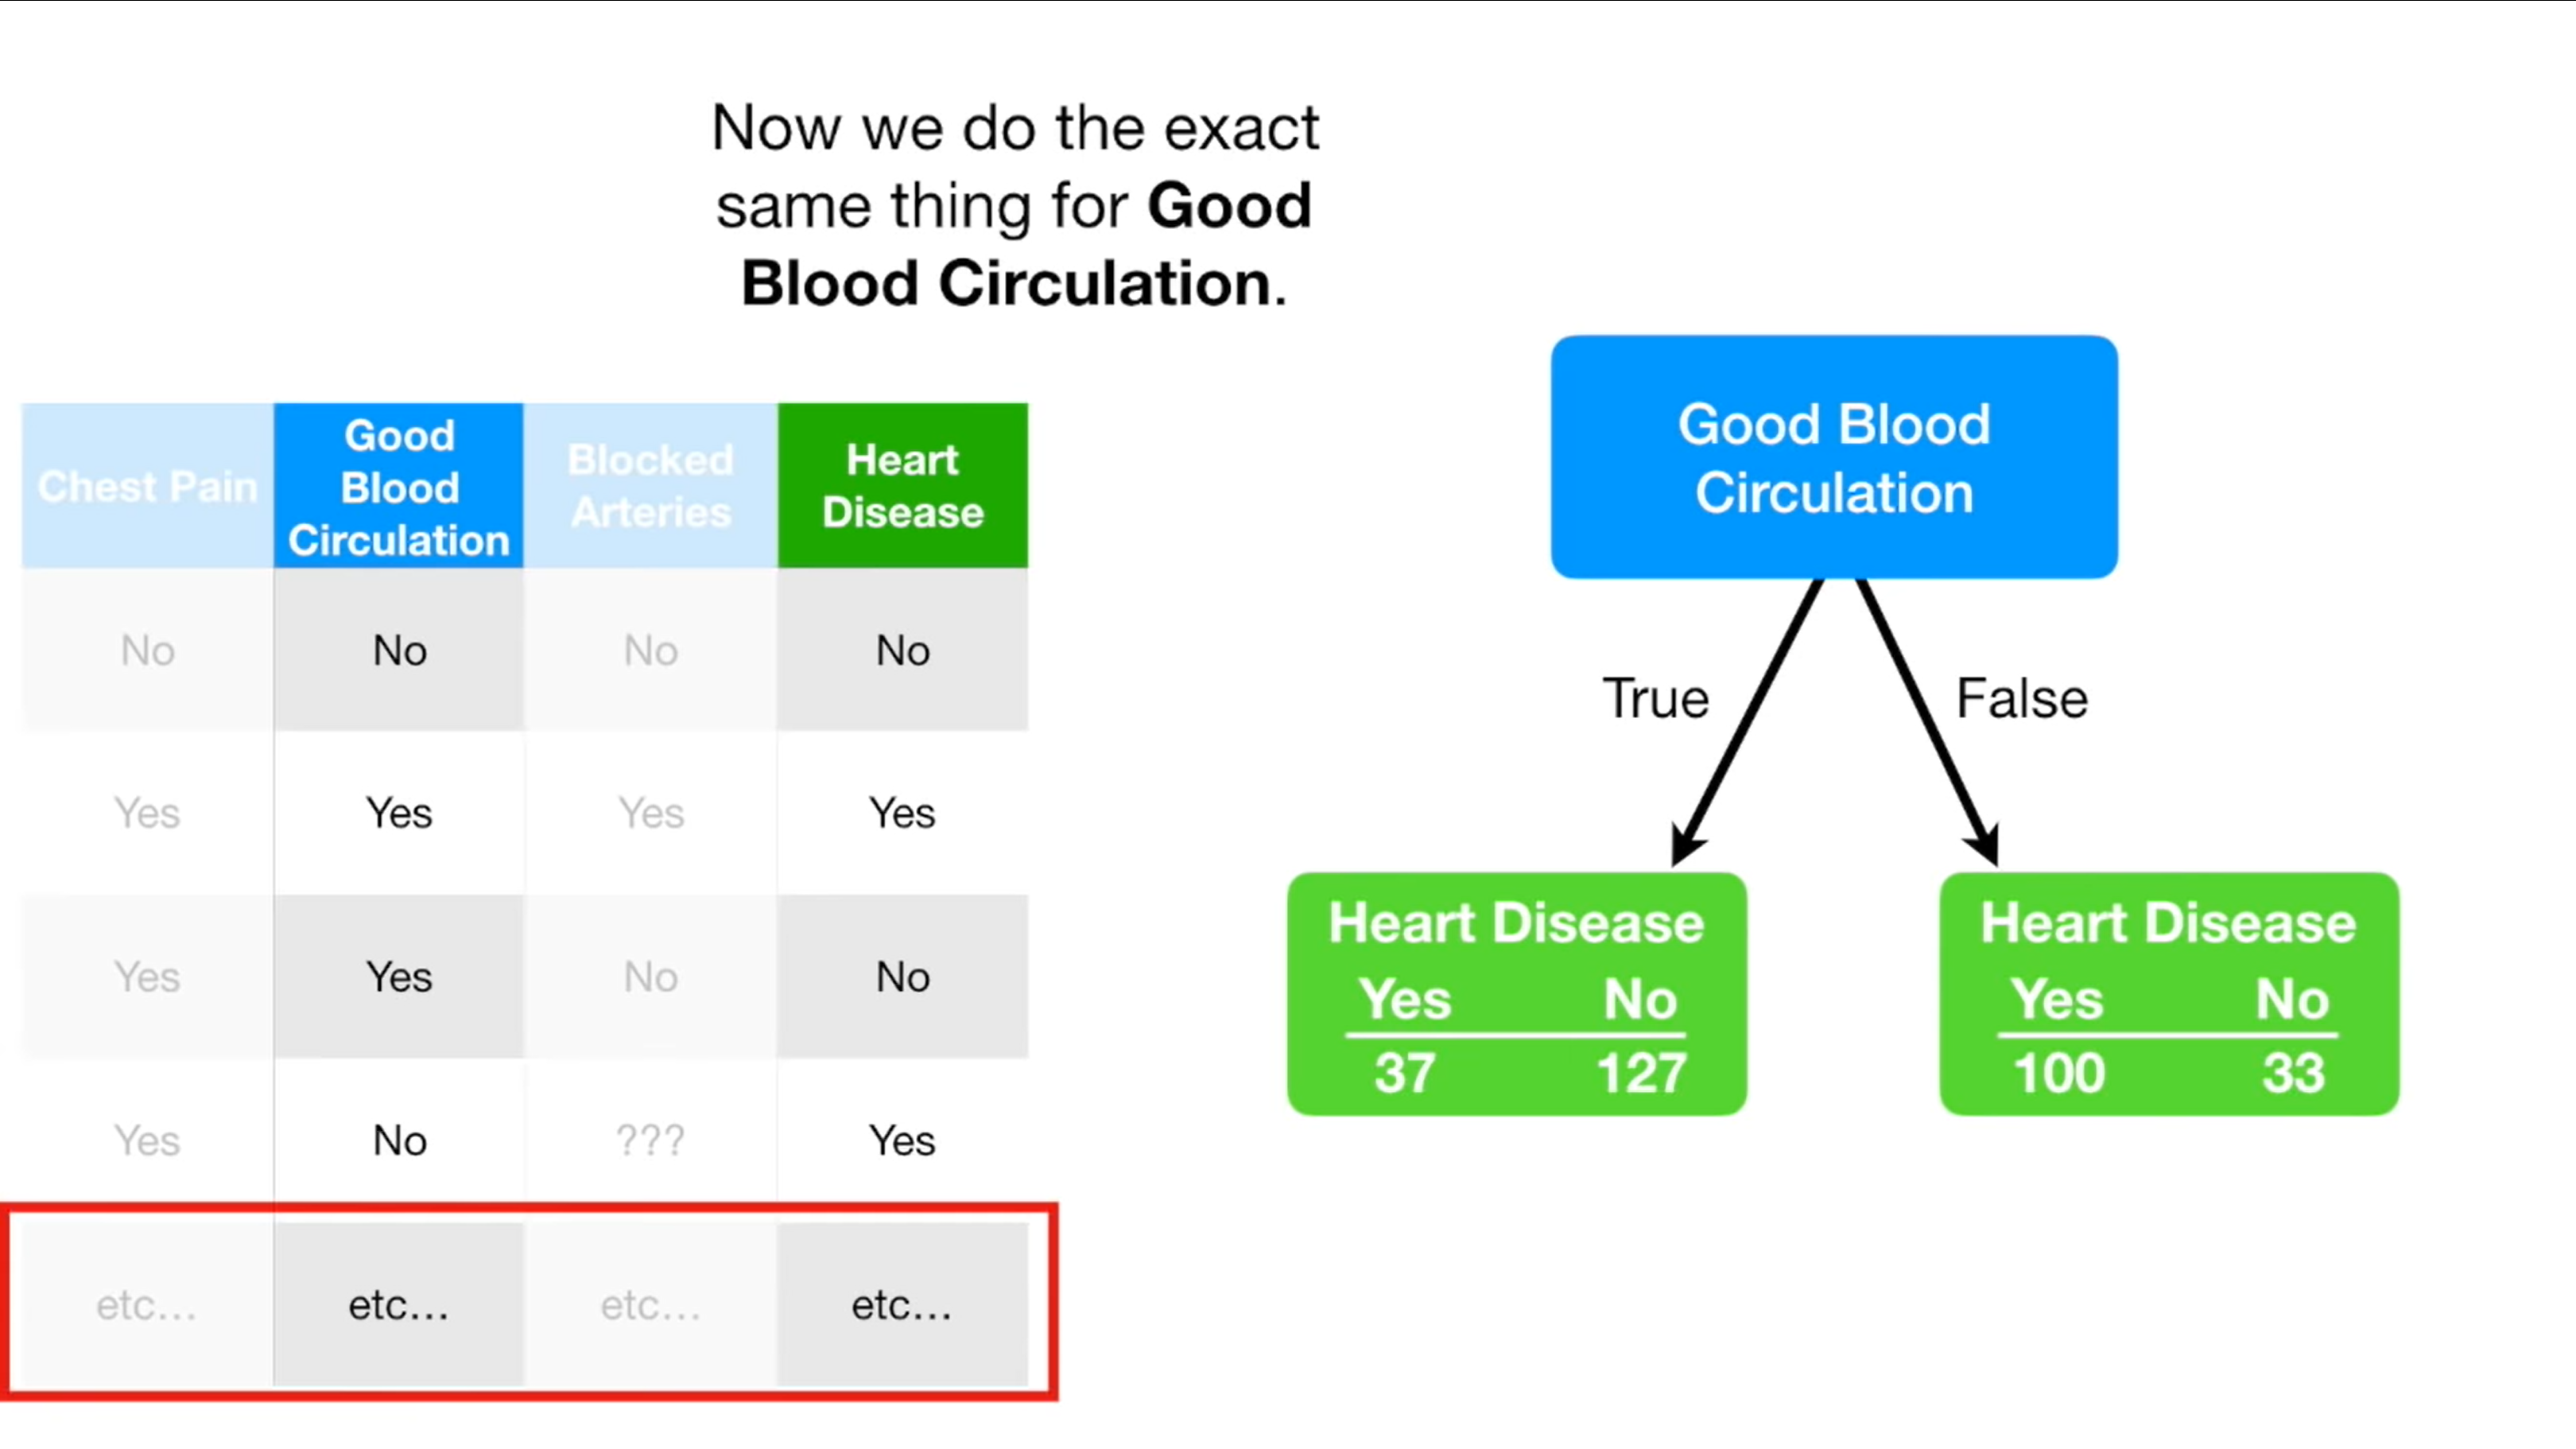 Now we do the exact
same thing for Good
Blood Circulation.
Chest Pain
Good
Blood
Circulation
Blocked
Arteries
Heart
Disease
No No No No
Yes Yes Yes Yes
Yes Yes No No
Yes No ??? Yes
etc... etc... etc... etc...
Good Blood
Circulation
True False
Heart Disease
Yes No
37 127
Heart Disease
Yes No
100 33